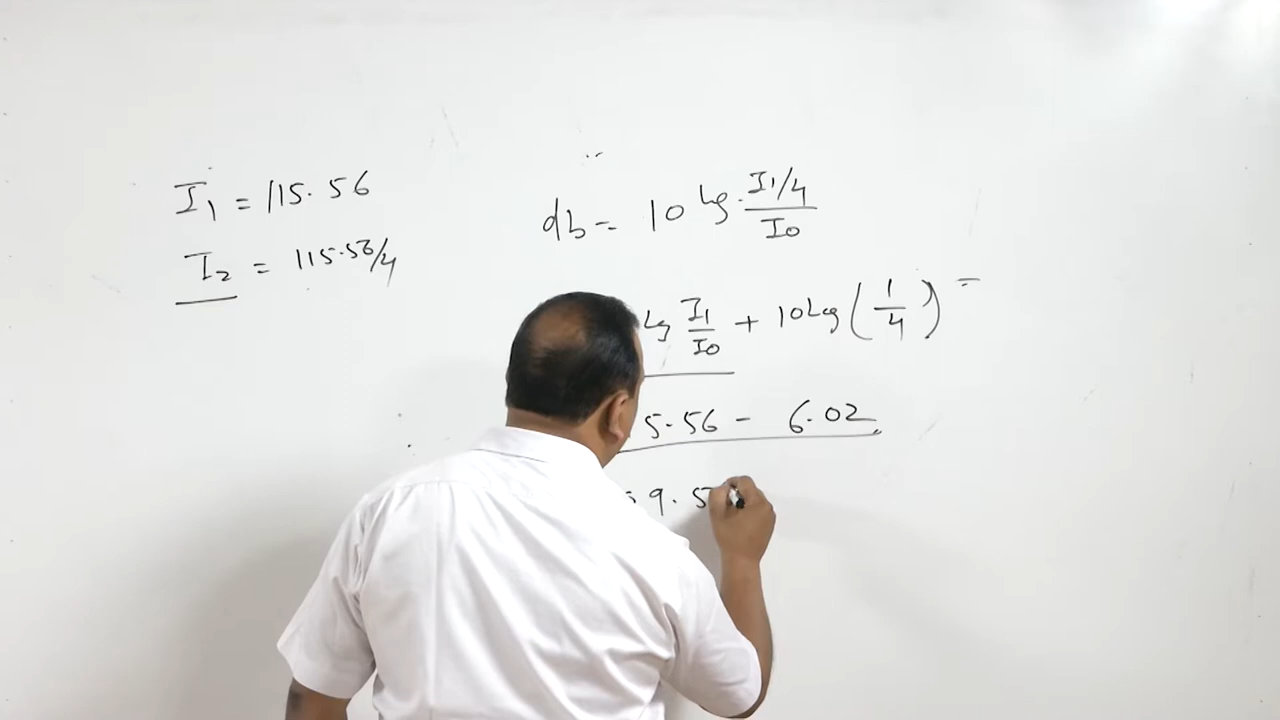 I1 = 115.56
I2 = 115.56/4
db = 10 log (I1/4)/I0
log I1/I0 + 10 log (1/4) =
5.56 - 6.02
9.5